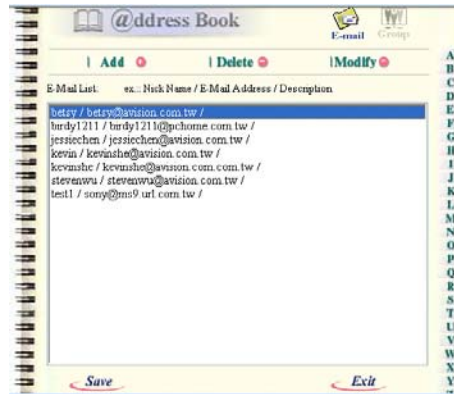 @ddress Book
E-mail Group
| Add | Delete | Modify
E-Mail List: ex.: Nick Name / E-Mail Address / Description
betsy / betsy@avision.com.tw /
birdy1211 / birdy1211@pchome.com.tw /
jessiechen / jessiechen@avision.com.tw /
kevin / kevinshe@avision.com.tw /
kevinshe / kevinshe@avision.com.com.tw /
stevenwu / stevenwu@avision.com.tw /
test1 / sony@ms9.url.com.tw /
Save Exit
A
B
C
D
E
F
G
H
I
J
K
L
M
N
O
P
Q
R
S
T
U
V
W
X
Y